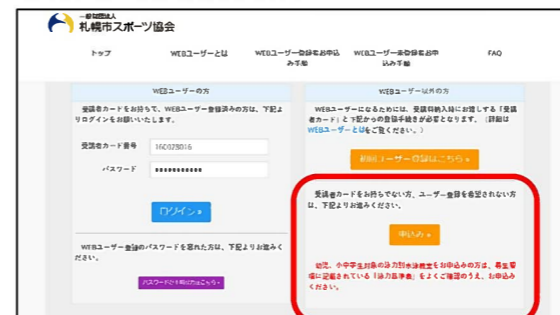 一般財団法人
札幌市スポーツ協会
トップ
WEBユーザーとは
WEBユーザー登録者お申込
み手順
WEBユーザー未登録者お申
込み手順
FAQ
WEBユーザーの方
受講者カードをお持ちで、WEBユーザー登録済みの方は、下記よ
りログインをお願いいたします。
受講者カード番号
160028016
パスワード
ログイン »
WEBユーザー登録のパスワードを忘れた方は、下記よりお進みく
ださい。
WEBユーザー以外の方
WEBユーザーになるためには、受講料納入時にお渡しする「受講
者カード」と下記からの登録手続きが必要となります。（詳細は
WEBユーザーとはをご覧ください。）
新規ユーザー登録はこちら »
受講者カードをお持ちでない方、ユーザー登録を希望されない方
は、下記よりお進みください。
申込み »
幼児、小中学生対象の泳力別水泳教室をお申込みの方は、募集要
項に記載されている「泳力基準表」をよくご確認のうえ、お申込み
ください。